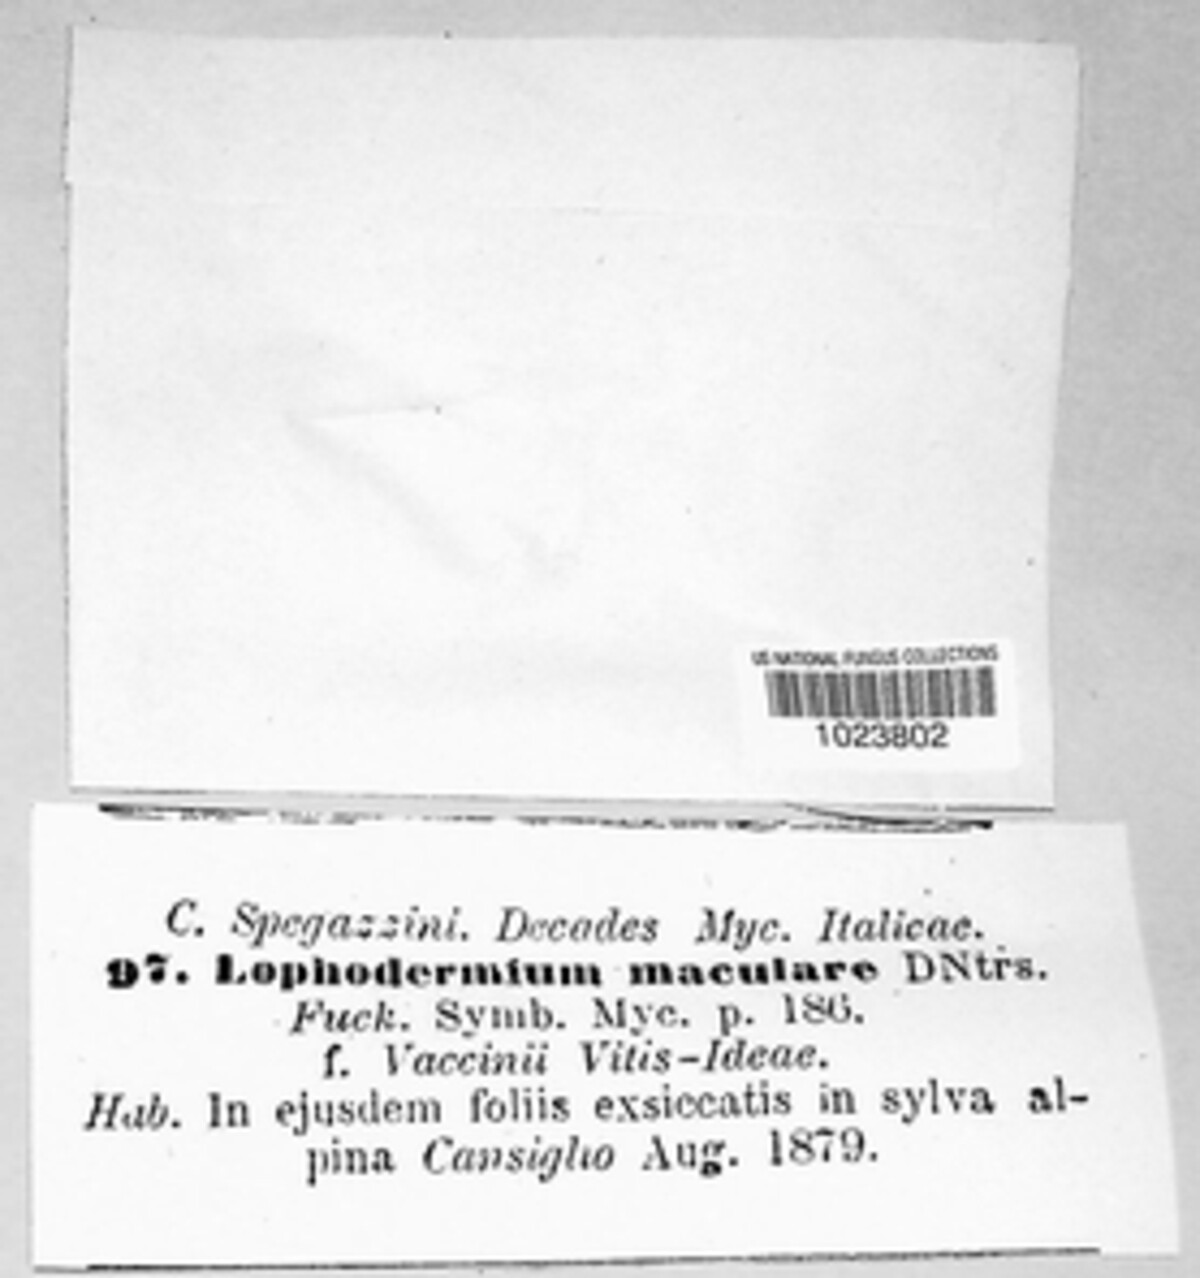 US NATIONAL FUNGUS COLLECTIONS
1023802
C. Spegazzini. Decades Myc. Italicae.
97. Lophodermium maculare DNtrs.
Fuck. Symb. Myc. p. 186.
f. Vaccinii Vitis-Ideae.
Hab. In ejusdem foliis exsiccatis in sylva al-
pina Cansiglio Aug. 1879.